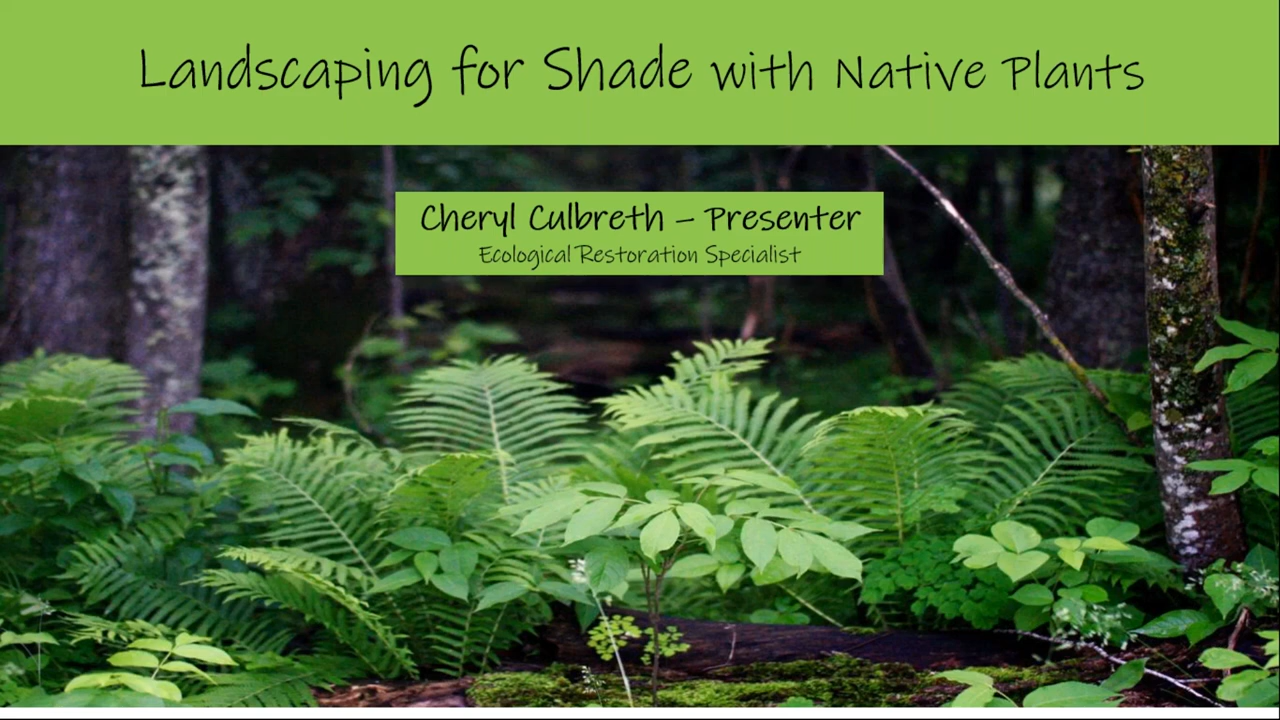 Landscaping for Shade with Native Plants
Cheryl Culbreth – Presenter
Ecological Restoration Specialist